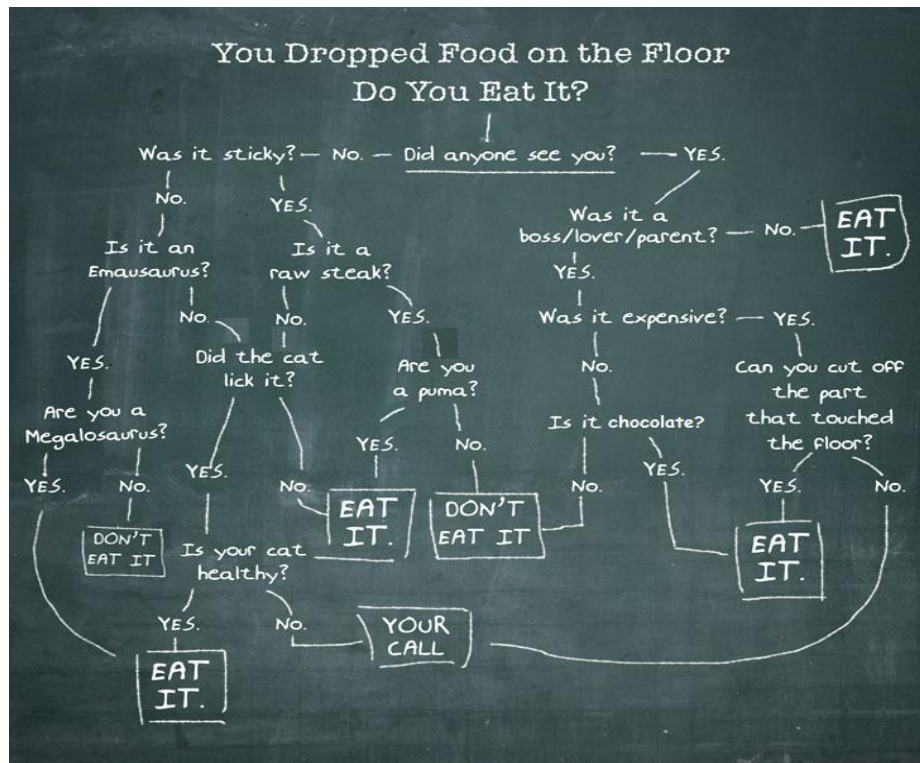 You Dropped Food on the Floor
Do You Eat It?
Was it sticky? — No. — Did anyone see you? — YES.
No.
YES.
Was it a
boss/lover/parent? — No.
EAT
IT.
Is it an
Emausaurus?
Is it a
raw steak?
YES.
No.
No.
YES.
Was it expensive? — YES.
YES.
Did the cat
lick it?
Are you
a puma?
No.
Can you cut off
the part
that touched
the floor?
Are you a
Megalosaurus?
Is it chocolate?
YES.
No.
YES.
YES.
No.
YES.
No.
No.
No.
YES.
No.
DON'T
EAT IT
EAT
IT.
DON'T
EAT IT
EAT
IT.
Is your cat
healthy?
YES.
No.
YOUR
CALL
EAT
IT.